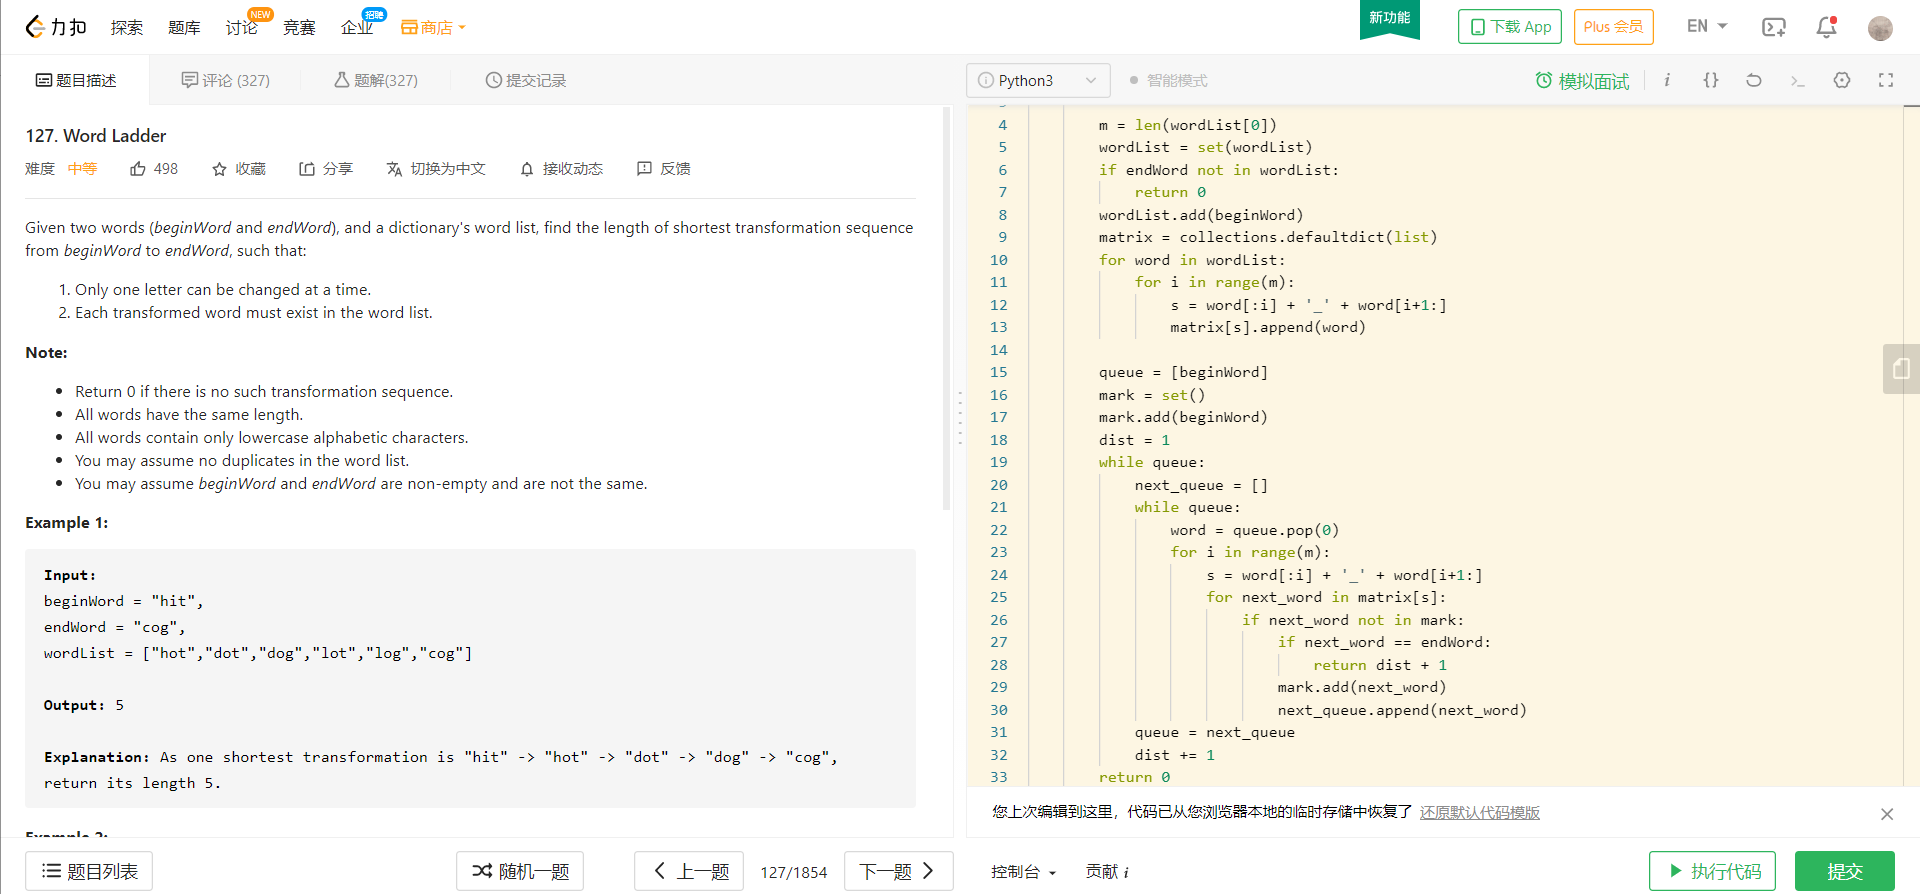 力扣 探索 题库 讨论 NEW 竞赛 企业 招聘 商店 新功能 下载 App Plus 会员 EN
题目描述 评论 (327) 题解(327) 提交记录
127. Word Ladder
难度 中等 498 收藏 分享 切换为中文 接收动态 反馈
Given two words (beginWord and endWord), and a dictionary's word list, find the length of shortest transformation sequence
from beginWord to endWord, such that:
1. Only one letter can be changed at a time.
2. Each transformed word must exist in the word list.
Note:
• Return 0 if there is no such transformation sequence.
• All words have the same length.
• All words contain only lowercase alphabetic characters.
• You may assume no duplicates in the word list.
• You may assume beginWord and endWord are non-empty and are not the same.
Example 1:
Input:
beginWord = "hit",
endWord = "cog",
wordList = ["hot","dot","dog","lot","log","cog"]
Output: 5
Explanation: As one shortest transformation is "hit" -> "hot" -> "dot" -> "dog" -> "cog",
return its length 5.
Example 2:
题目列表 随机一题 上一题 127/1854 下一题
Python3 智能模式 模拟面试 i {}
4 m = len(wordList[0])
5 wordList = set(wordList)
6 if endWord not in wordList:
7 return 0
8 wordList.add(beginWord)
9 matrix = collections.defaultdict(list)
10 for word in wordList:
11 for i in range(m):
12 s = word[:i] + '_' + word[i+1:]
13 matrix[s].append(word)
14
15 queue = [beginWord]
16 mark = set()
17 mark.add(beginWord)
18 dist = 1
19 while queue:
20 next_queue = []
21 while queue:
22 word = queue.pop(0)
23 for i in range(m):
24 s = word[:i] + '_' + word[i+1:]
25 for next_word in matrix[s]:
26 if next_word not in mark:
27 if next_word == endWord:
28 return dist + 1
29 mark.add(next_word)
30 next_queue.append(next_word)
31 queue = next_queue
32 dist += 1
33 return 0
您上次编辑到这里，代码已从您浏览器本地的临时存储中恢复了 还原默认代码模版
控制台 贡献 i 执行代码 提交